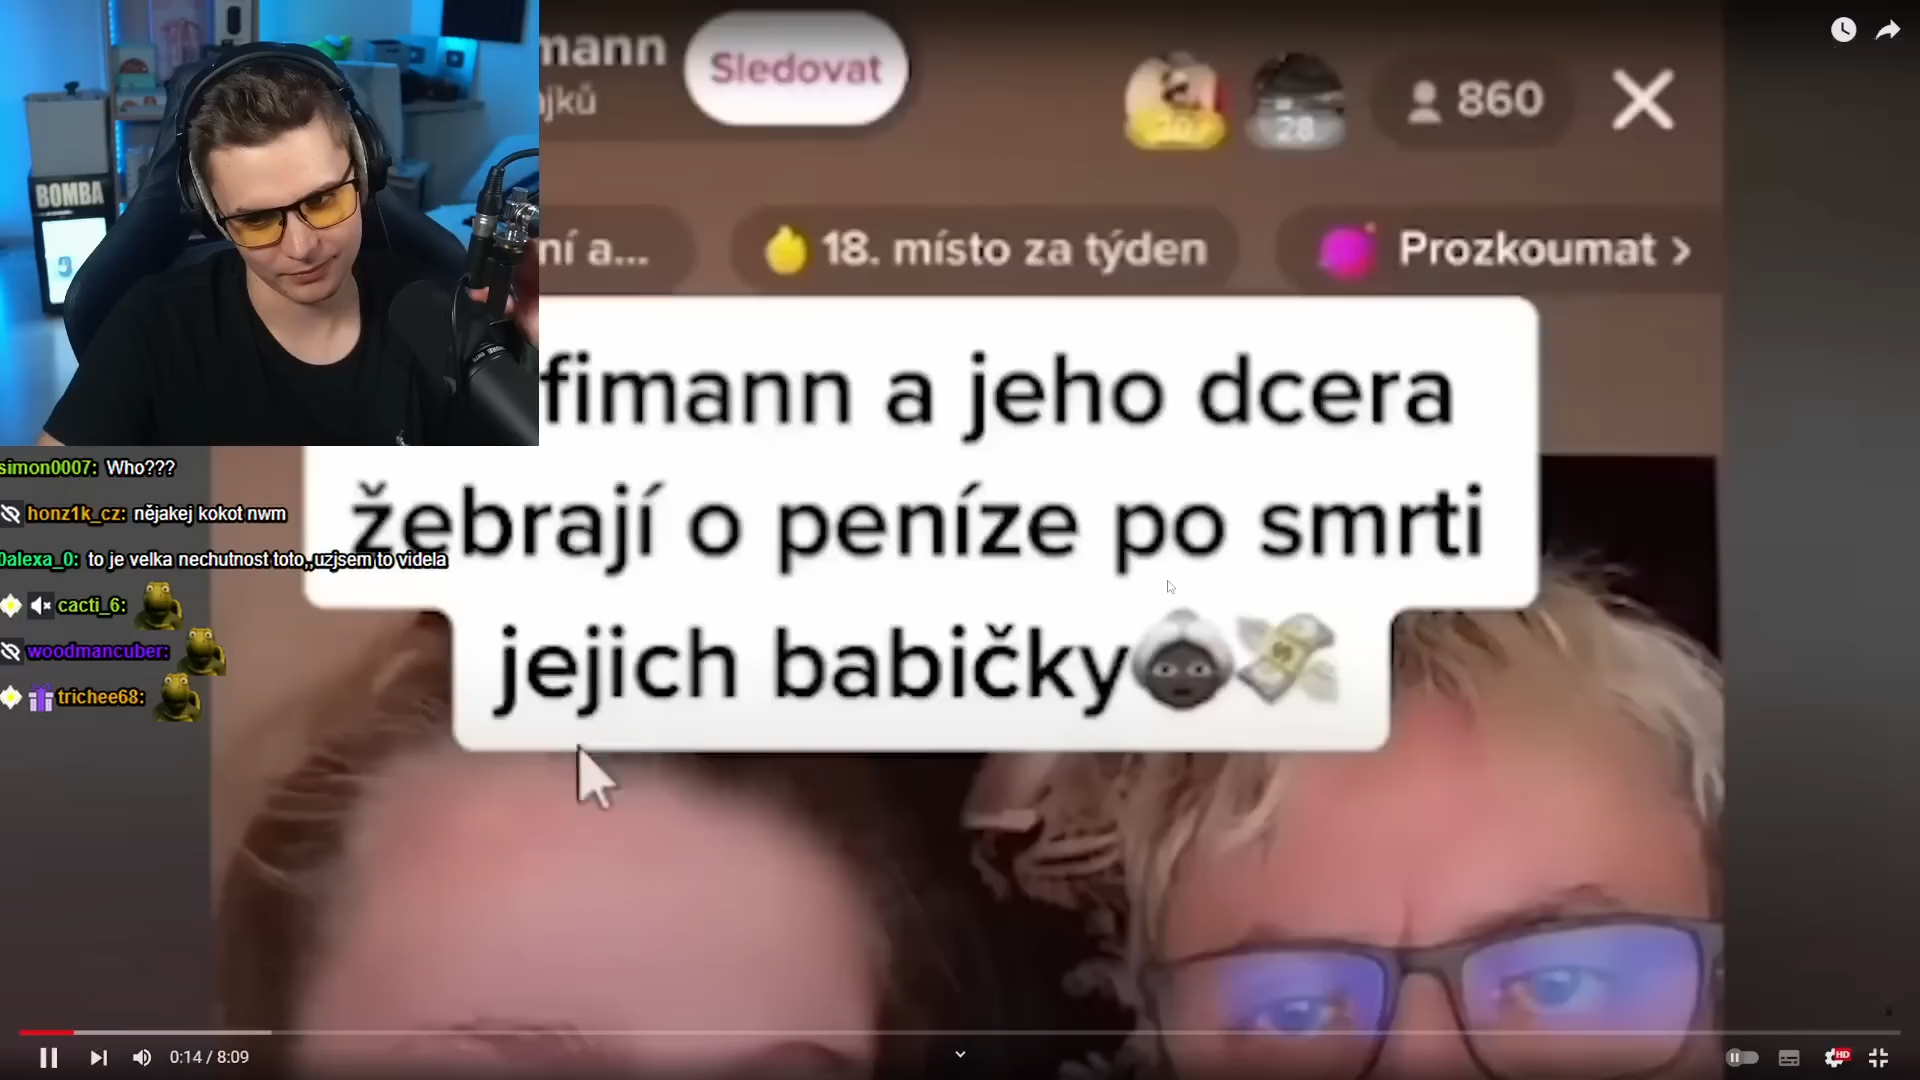 mann
Sledovat
jků
28
860
BOMBA
ní a...
18. místo za týden
Prozkoumat >
fimann a jeho dcera
žebrají o peníze po smrti
jejich babičky
simon0007: Who???
honz1k_cz: nějakej kokot nwm
0alexa_0: to je velka nechutnost toto,,uzjsem to videla
cacti_6:
woodmancuber:
trichee68:
0:14 / 8:09
HD